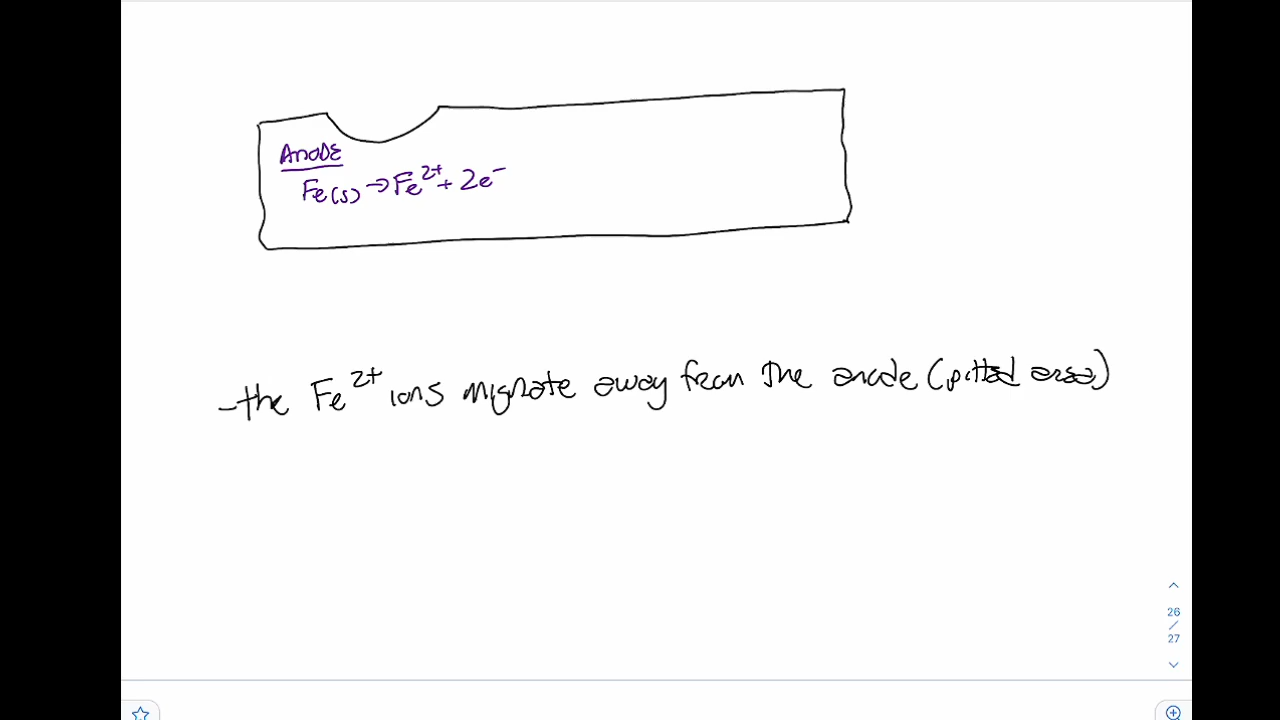 Anode
Fe(s) → Fe²⁺ + 2e⁻
- the Fe²⁺ ions migrate away from the anode (pitted area)
26
/
27